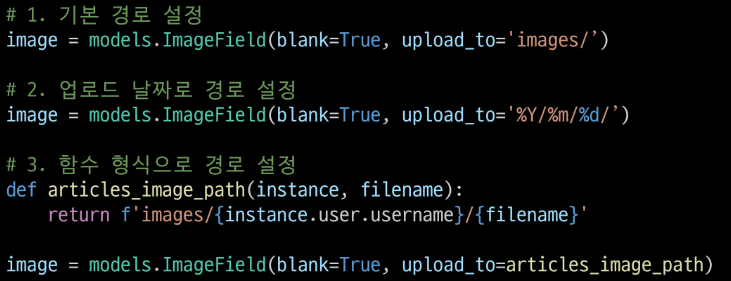 # 1. 기본 경로 설정
image = models.ImageField(blank=True, upload_to='images/’)
# 2. 업로드 날짜로 경로 설정
image = models.ImageField(blank=True, upload_to='%Y/%m/%d/’)
# 3. 함수 형식으로 경로 설정
def articles_image_path(instance, filename):
    return f'images/{instance.user.username}/{filename}'
image = models.ImageField(blank=True, upload_to=articles_image_path)